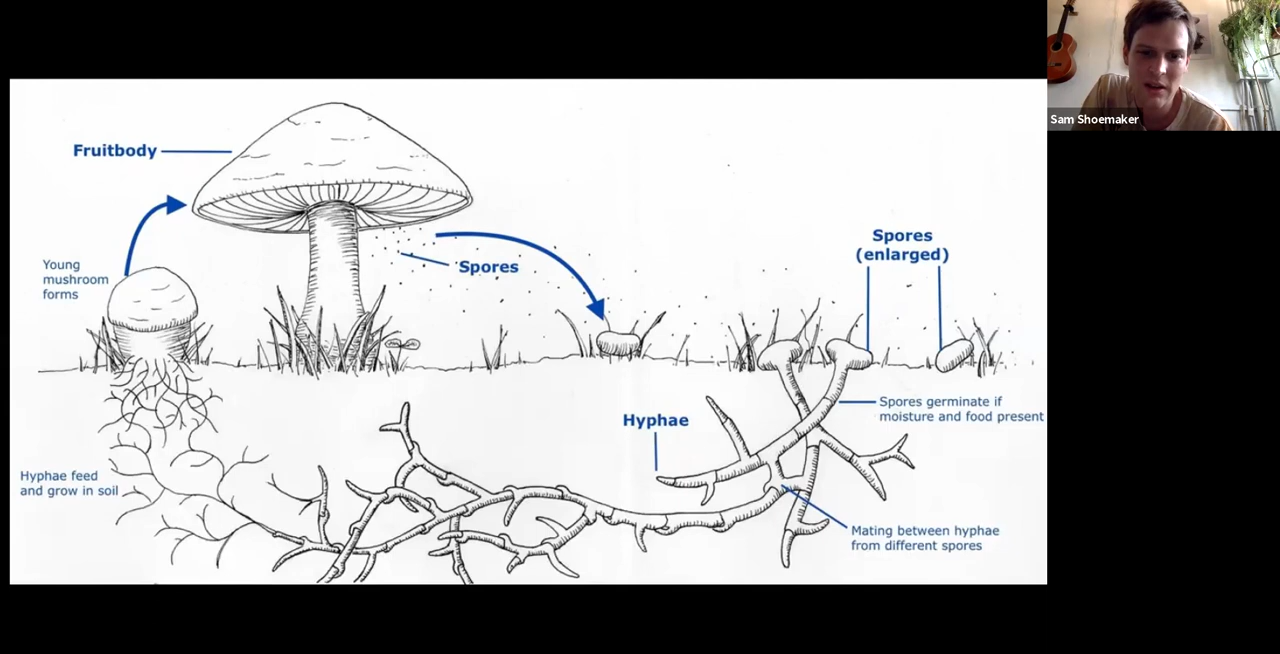 Sam Shoemaker
Fruitbody
Young
mushroom
forms
Spores
Spores
(enlarged)
Spores germinate if
moisture and food present
Hyphae
Hyphae feed
and grow in soil
Mating between hyphae
from different spores